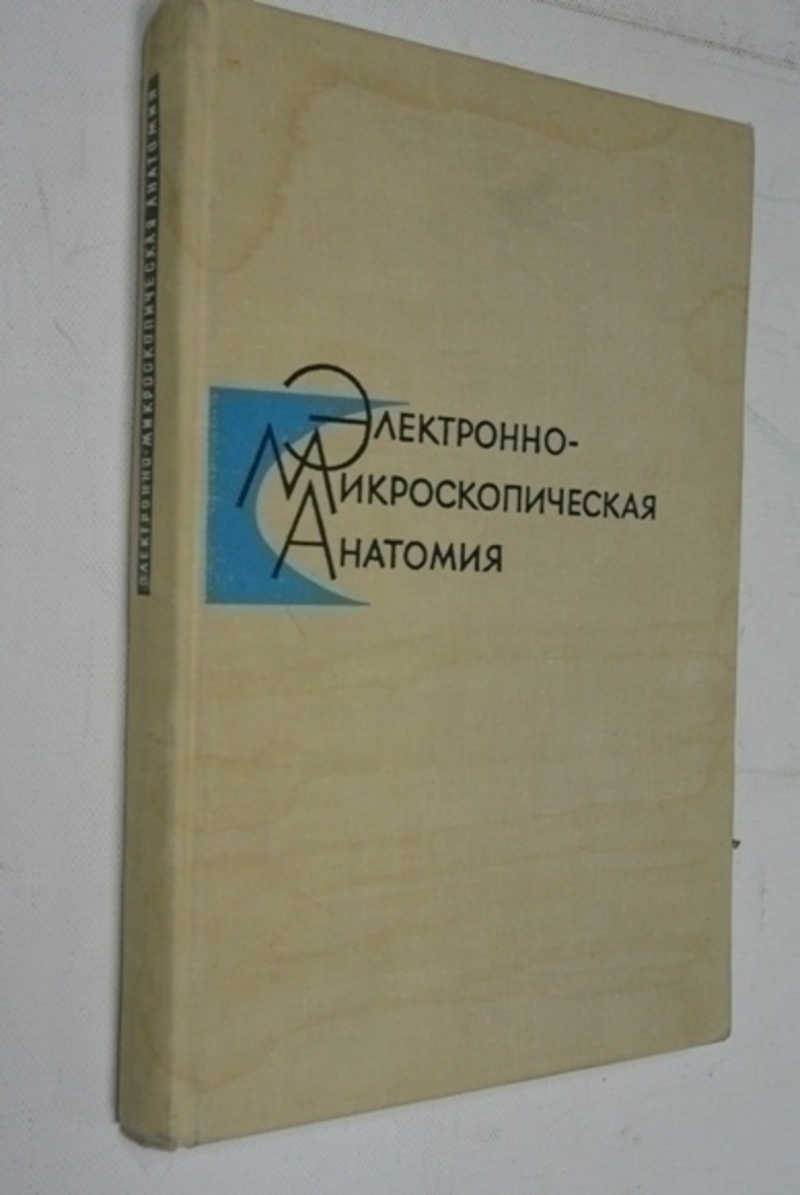 ЭЛЕКТРОННО-МИКРОСКОПИЧЕСКАЯ АНАТОМИЯ
ЭЛЕКТРОННО-
МИКРОСКОПИЧЕСКАЯ
АНАТОМИЯ